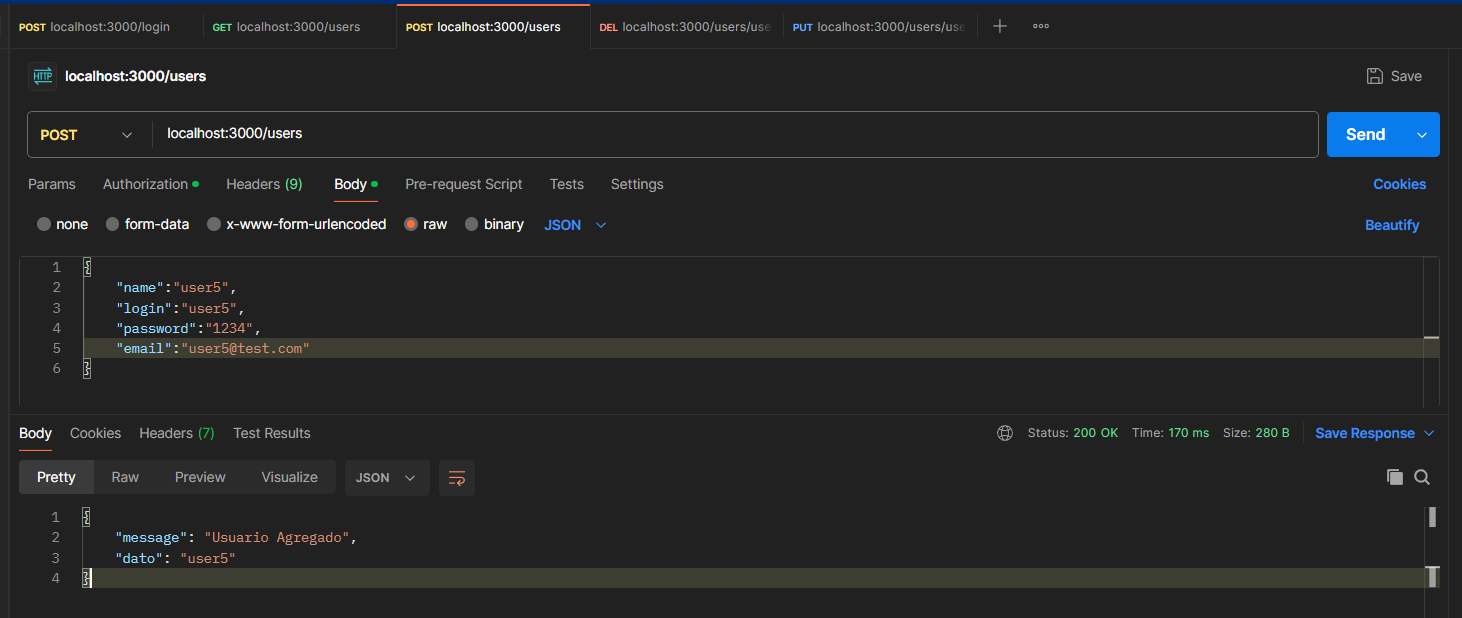 POST localhost:3000/login GET localhost:3000/users POST localhost:3000/users DEL localhost:3000/users/use PUT localhost:3000/users/use
HTTP localhost:3000/users Save
POST localhost:3000/users Send
Params Authorization Headers (9) Body Pre-request Script Tests Settings Cookies
none form-data x-www-form-urlencoded raw binary JSON Beautify
1 {
2 "name":"user5",
3 "login":"user5",
4 "password":"1234",
5 "email":"user5@test.com"
6 }
Body Cookies Headers (7) Test Results Status: 200 OK Time: 170 ms Size: 280 B Save Response
Pretty Raw Preview Visualize JSON
1 {
2 "message": "Usuario Agregado",
3 "dato": "user5"
4 }